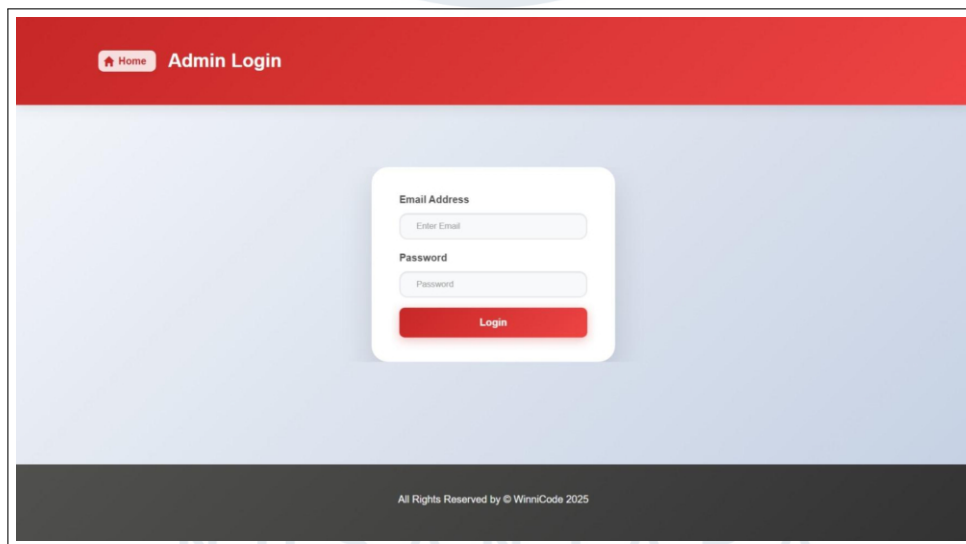 Home Admin Login
Email Address
Enter Email
Password
Password
Login
All Rights Reserved by © WinniCode 2025